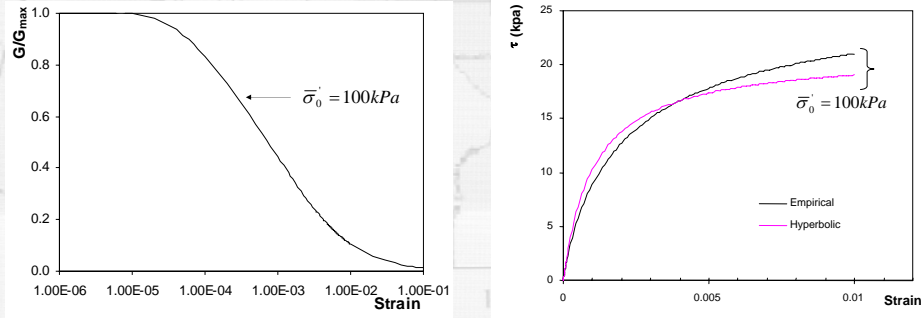 G/Gmax
1.0
0.8
0.6
0.4
0.2
0.0
σ̄'₀ = 100kPa
1.00E-06 1.00E-05 1.00E-04 1.00E-03 1.00E-02 1.00E-01
Strain
τ (kpa)
25
20
15
10
5
0
σ̄'₀ = 100kPa
Empirical
Hyperbolic
0 0.005 0.01
Strain